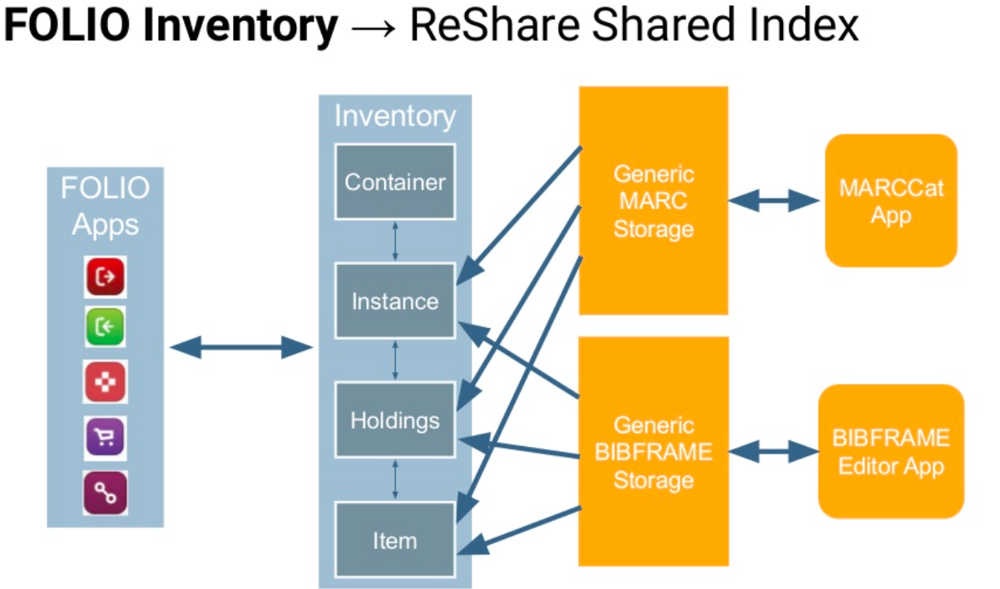 FOLIO Inventory → ReShare Shared Index
FOLIO
Apps
Inventory
Container
Instance
Holdings
Item
Generic
MARC
Storage
MARCCat
App
Generic
BIBFRAME
Storage
BIBFRAME
Editor App